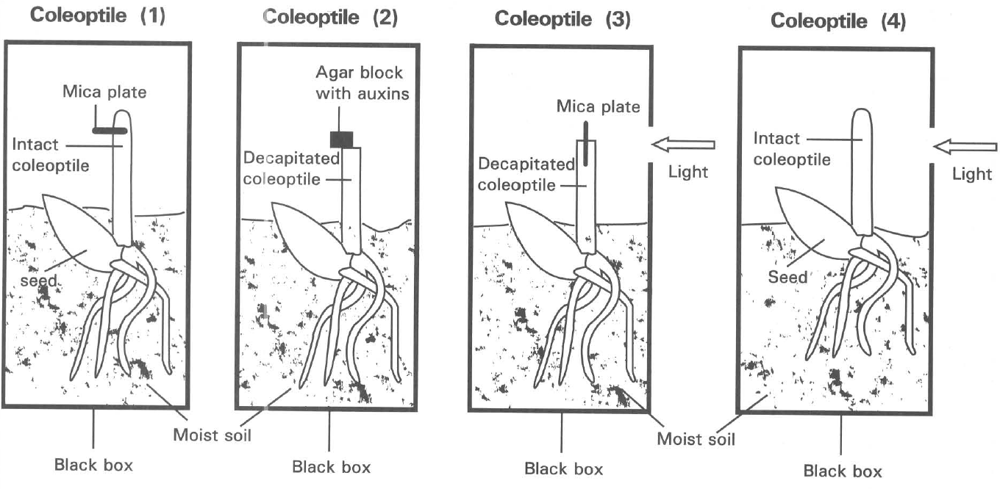 Coleoptile (1)
Mica plate
Intact
coleoptile
seed
Black box
Coleoptile (2)
Agar block
with auxins
Decapitated
coleoptile
Moist soil
Black box
Coleoptile (3)
Mica plate
Decapitated
coleoptile
Light
Black box
Coleoptile (4)
Intact
coleoptile
Light
Seed
Moist soil
Black box